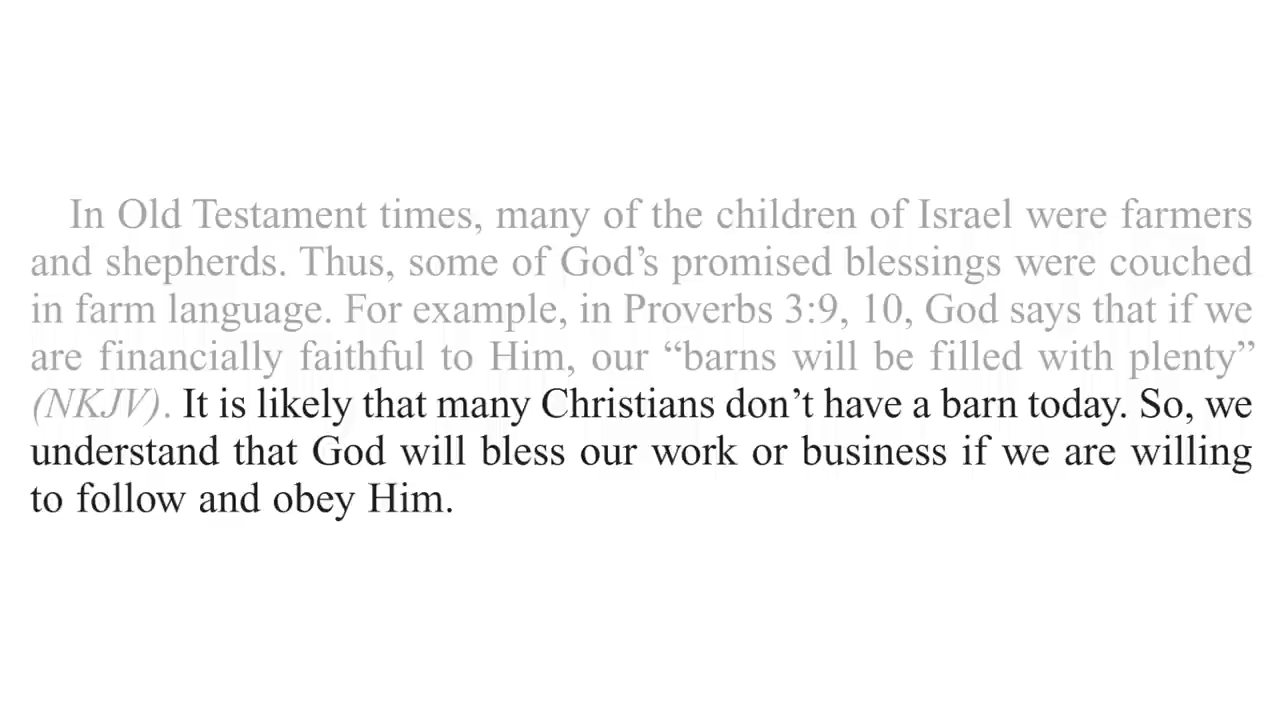 In Old Testament times, many of the children of Israel were farmers
and shepherds. Thus, some of God’s promised blessings were couched
in farm language. For example, in Proverbs 3:9, 10, God says that if we
are financially faithful to Him, our “barns will be filled with plenty”
(NKJV). It is likely that many Christians don’t have a barn today. So, we
understand that God will bless our work or business if we are willing
to follow and obey Him.